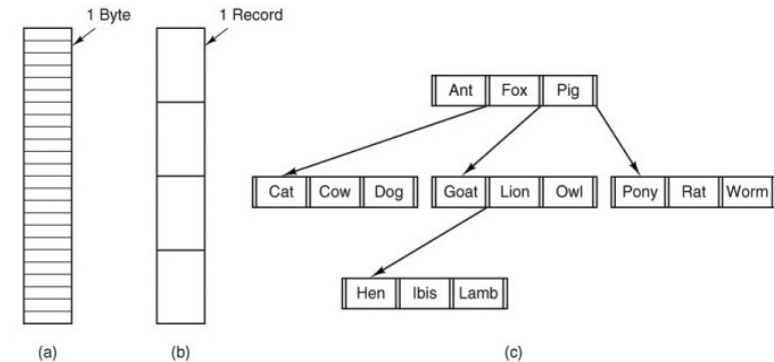 1 Byte
1 Record
Ant Fox Pig
Cat Cow Dog
Goat Lion Owl
Pony Rat Worm
Hen Ibis Lamb
(a)
(b)
(c)